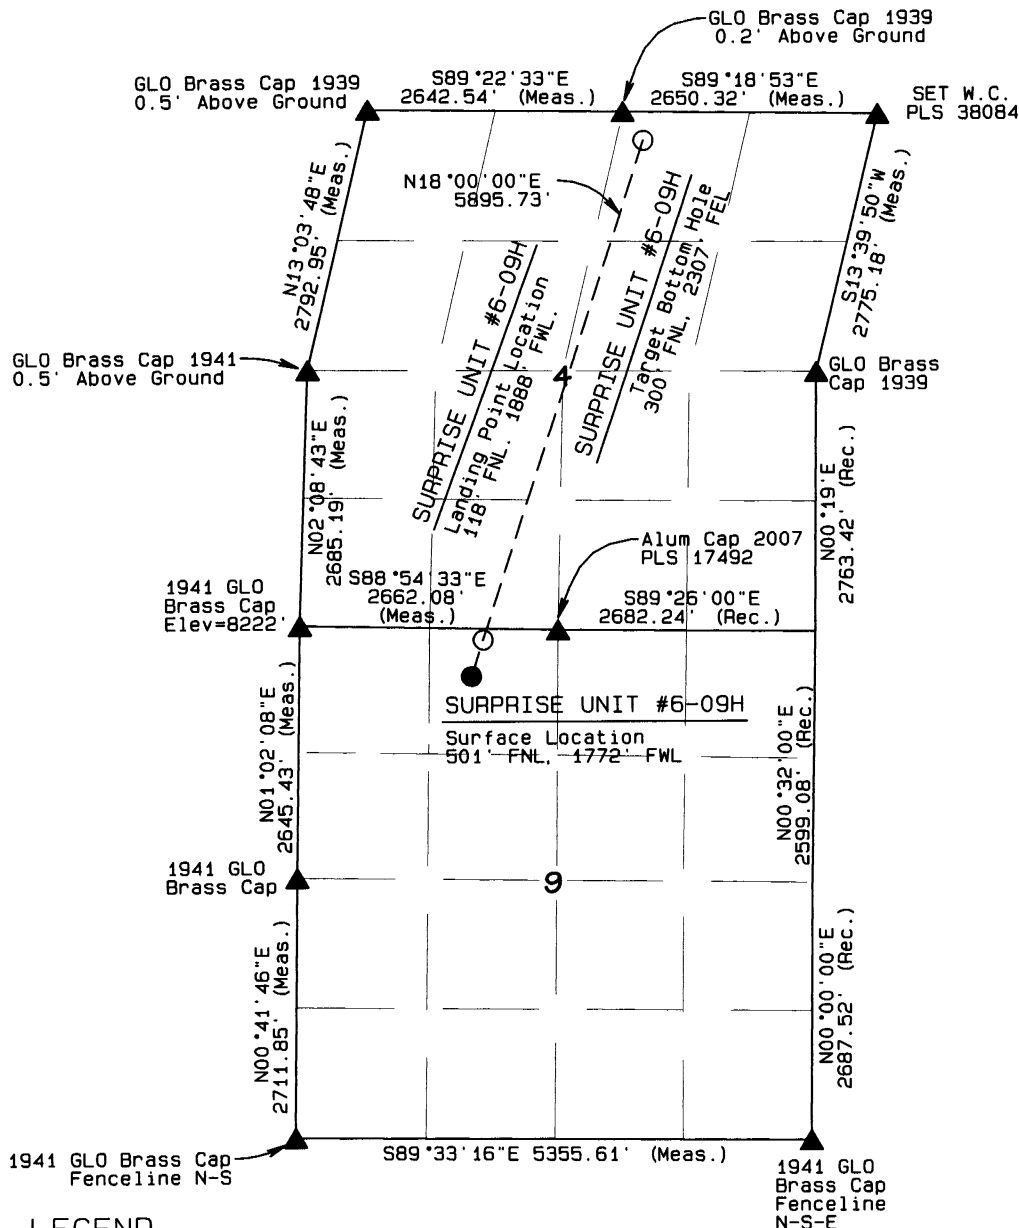 GLO Brass Cap 1939
0.2' Above Ground
GLO Brass Cap 1939
0.5' Above Ground
S89°22'33"E
2642.54' (Meas.)
S89°18'53"E
2650.32' (Meas.)
SET W.C.
PLS 38084
N18°00'00"E
5895.73'
N13°03'48"E
2792.95' (Meas.)
SURPRISE UNIT #6-09H
Landing Point Location
118' FNL. 1888' FWL.
SURPRISE UNIT #6-09H
Target Bottom Hole
300' FNL, 2307' FEL
S13°39'50"W
2775.18' (Meas.)
GLO Brass Cap 1941
0.5' Above Ground
4
GLO Brass
Cap 1939
N02°08'43"E
2685.19' (Meas.)
N00°19'E
2763.42' (Rec.)
Alum Cap 2007
PLS 17492
1941 GLO
Brass Cap
Elev=8222'
S88°54'33"E
2662.08'
(Meas.)
S89°26'00"E
2682.24' (Rec.)
SURPRISE UNIT #6-09H
Surface Location
501' FNL, 1772' FWL
N01°02'08"E
2645.43' (Meas.)
N00°32'00"E
2599.08' (Rec.)
1941 GLO
Brass Cap
9
N00°41'46"E
2711.85' (Meas.)
N00°00'00"E
2687.52' (Rec.)
1941 GLO Brass Cap
Fenceline N-S
S89°33'16"E 5355.61' (Meas.)
1941 GLO
Brass Cap
Fenceline
N-S-E
LEGEND